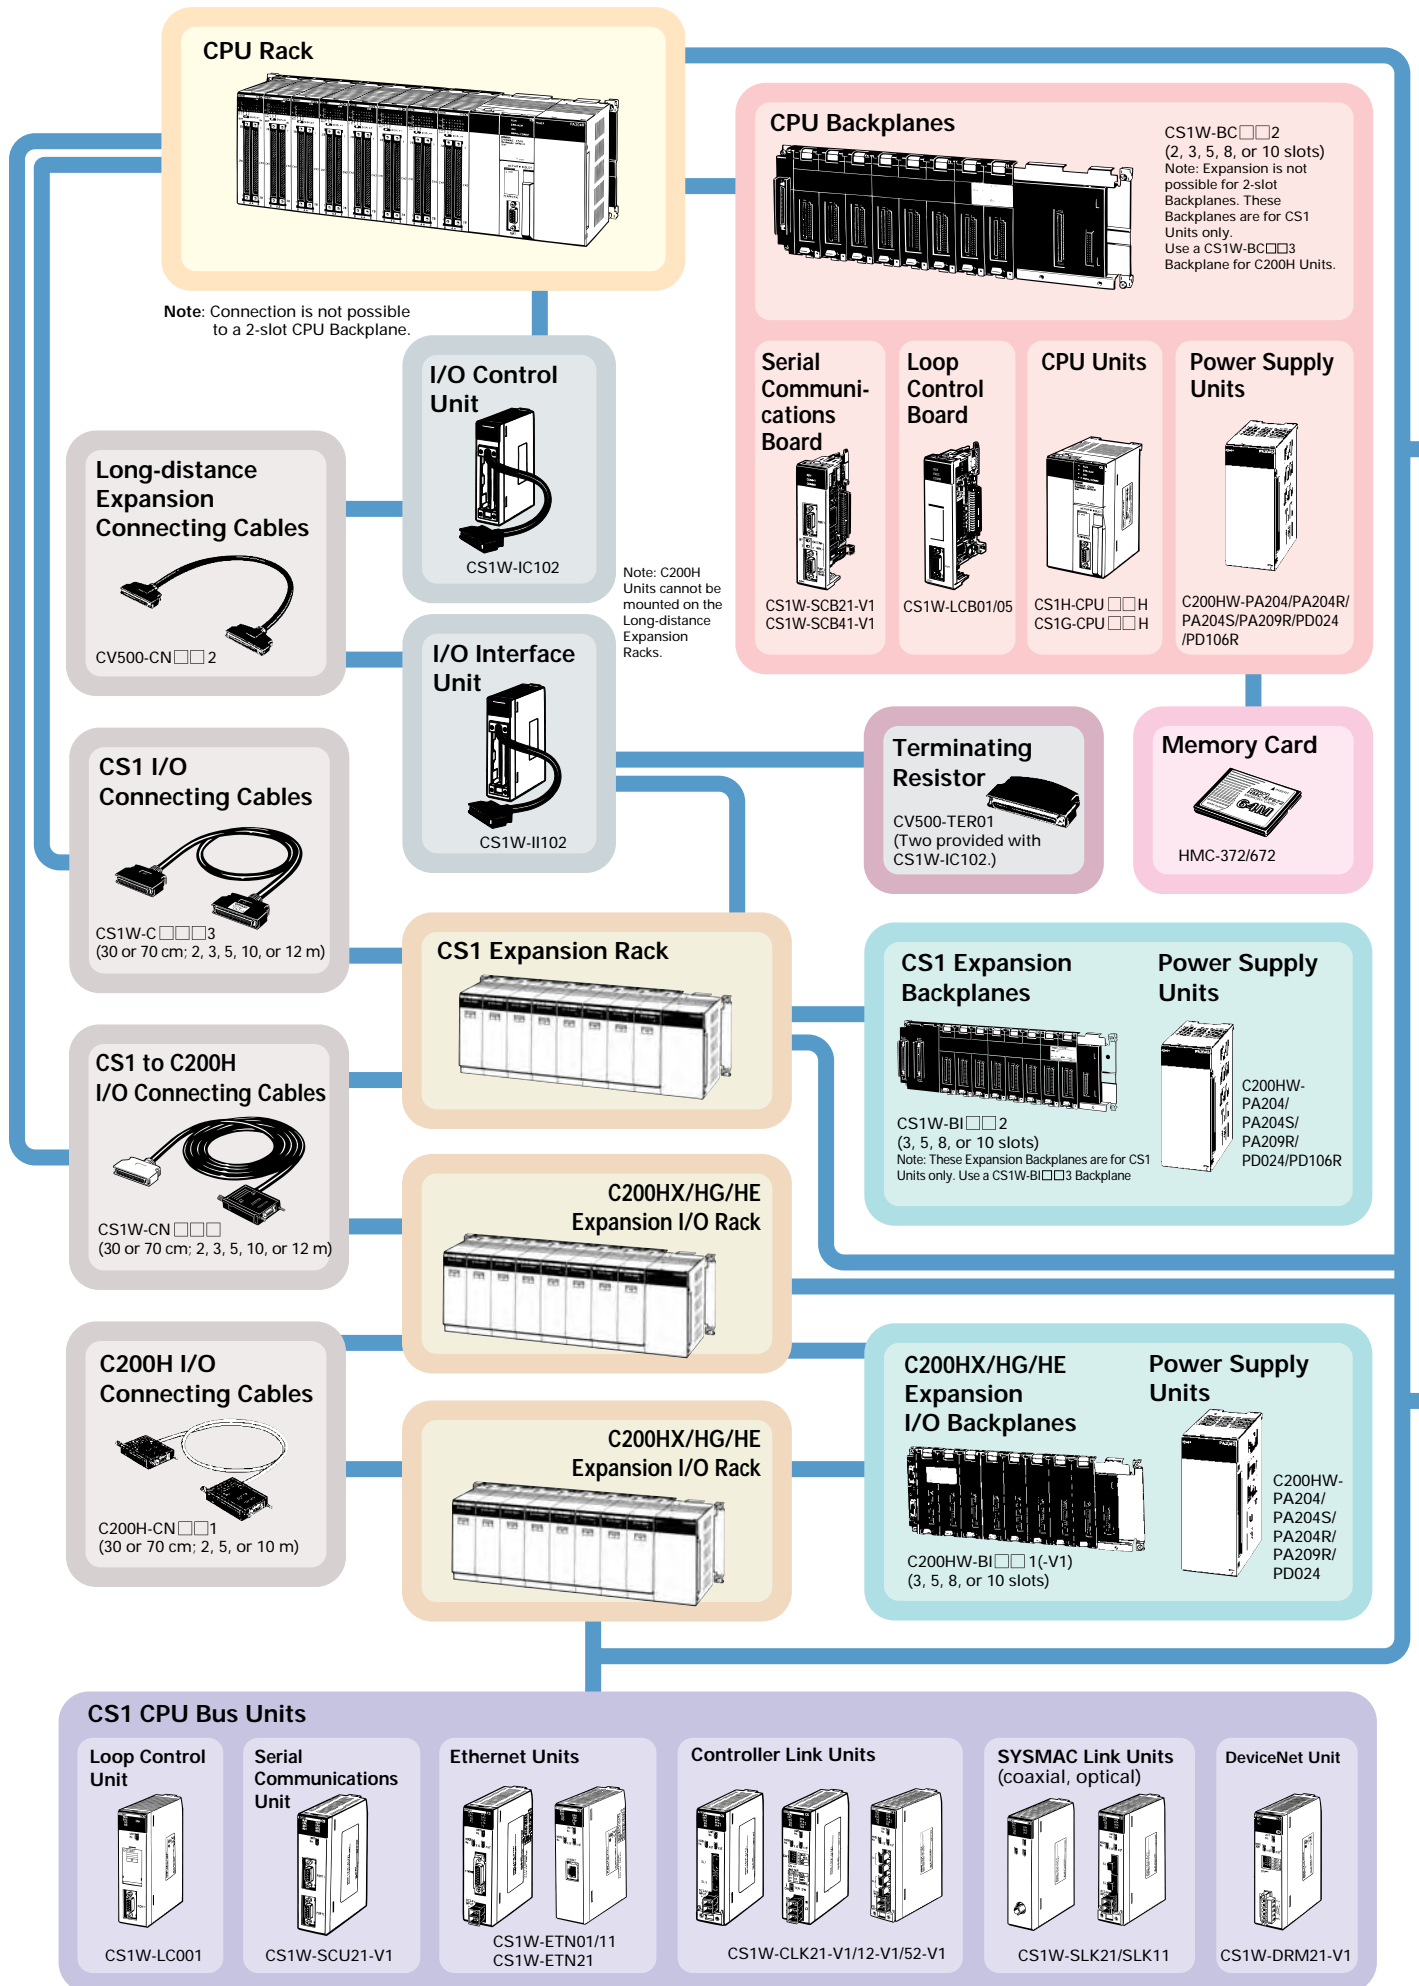 CPU Rack
CPU Backplanes
CS1W-BC□□2
(2, 3, 5, 8, or 10 slots)
Note: Expansion is not
possible for 2-slot
Backplanes. These
Backplanes are for CS1
Units only.
Use a CS1W-BC□□3
Backplane for C200H Units.
Note: Connection is not possible
to a 2-slot CPU Backplane.
I/O Control
Unit
CS1W-IC102
Serial
Communi-
cations
Board
CS1W-SCB21-V1
CS1W-SCB41-V1
Loop
Control
Board
CS1W-LCB01/05
CPU Units
CS1H-CPU □□H
CS1G-CPU □□H
Power Supply
Units
C200HW-PA204/PA204R/
PA204S/PA209R/PD024
/PD106R
Long-distance
Expansion
Connecting Cables
CV500-CN□□2
Note: C200H
Units cannot be
mounted on the
Long-distance
Expansion
Racks.
I/O Interface
Unit
CS1W-II102
Terminating
Resistor
CV500-TER01
(Two provided with
CS1W-IC102.)
Memory Card
64M
HMC-372/672
CS1 I/O
Connecting Cables
CS1W-C□□□3
(30 or 70 cm; 2, 3, 5, 10, or 12 m)
CS1 Expansion Rack
CS1 Expansion
Backplanes
CS1W-BI□□2
(3, 5, 8, or 10 slots)
Note: These Expansion Backplanes are for CS1
Units only. Use a CS1W-BI□□3 Backplane
Power Supply
Units
C200HW-
PA204/
PA204S/
PA209R/
PD024/PD106R
CS1 to C200H
I/O Connecting Cables
CS1W-CN□□□
(30 or 70 cm; 2, 3, 5, 10, or 12 m)
C200HX/HG/HE
Expansion I/O Rack
C200H I/O
Connecting Cables
C200H-CN□□1
(30 or 70 cm; 2, 5, or 10 m)
C200HX/HG/HE
Expansion I/O Rack
C200HX/HG/HE
Expansion
I/O Backplanes
C200HW-BI□□1(-V1)
(3, 5, 8, or 10 slots)
Power Supply
Units
C200HW-
PA204/
PA204S/
PA204R/
PA209R/
PD024
CS1 CPU Bus Units
Loop Control
Unit
CS1W-LC001
Serial
Communications
Unit
CS1W-SCU21-V1
Ethernet Units
CS1W-ETN01/11
CS1W-ETN21
Controller Link Units
CS1W-CLK21-V1/12-V1/52-V1
SYSMAC Link Units
(coaxial, optical)
CS1W-SLK21/SLK11
DeviceNet Unit
CS1W-DRM21-V1